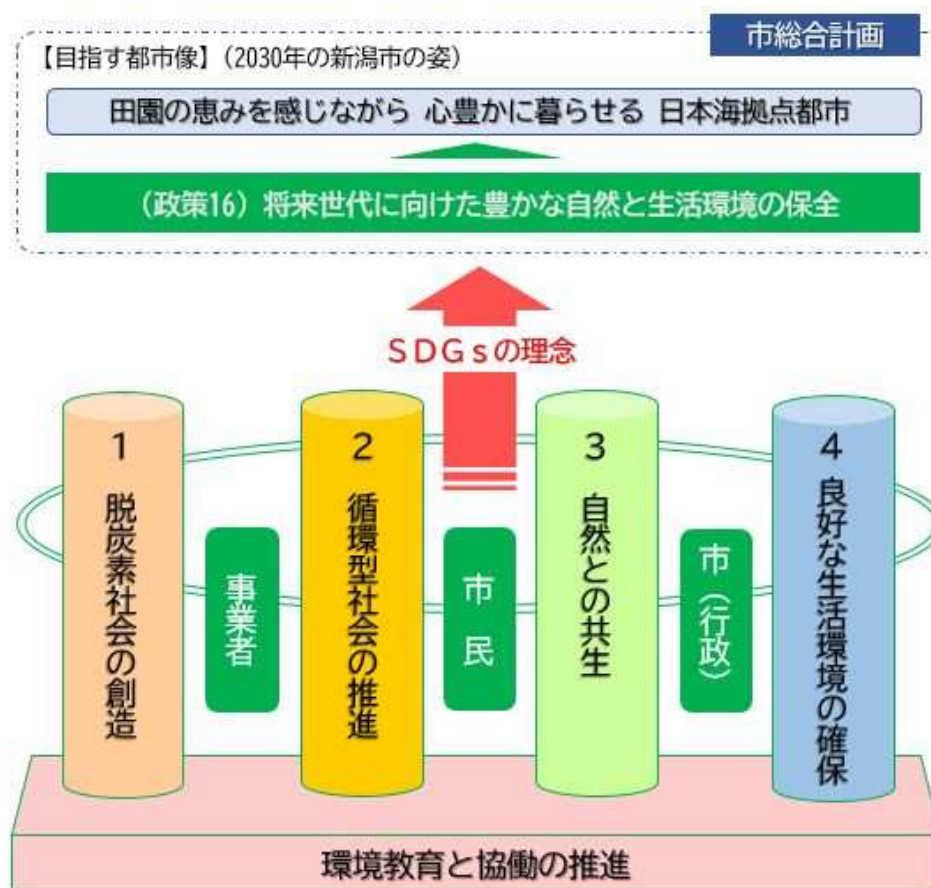 市総合計画
【目指す都市像】(2030年の新潟市の姿)
田園の恵みを感じながら 心豊かに暮らせる 日本海拠点都市
(政策16)将来世代に向けた豊かな自然と生活環境の保全
SDGsの理念
1 脱炭素社会の創造
事業者
2 循環型社会の推進
市民
3 自然との共生
市(行政)
4 良好な生活環境の確保
環境教育と協働の推進